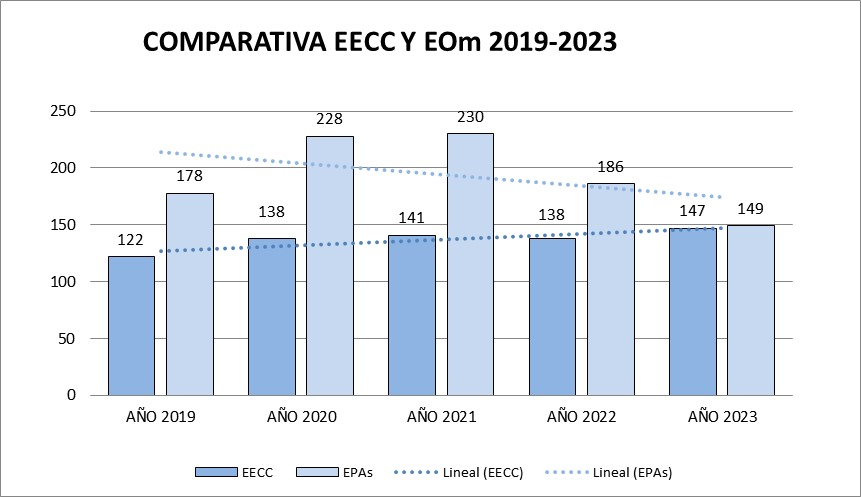 COMPARATIVA EECC Y EOm 2019-2023
250
200
150
100
50
0
122
178
138
228
141
230
138
186
147
149
AÑO 2019
AÑO 2020
AÑO 2021
AÑO 2022
AÑO 2023
EECC
EPAs
Lineal (EECC)
Lineal (EPAs)